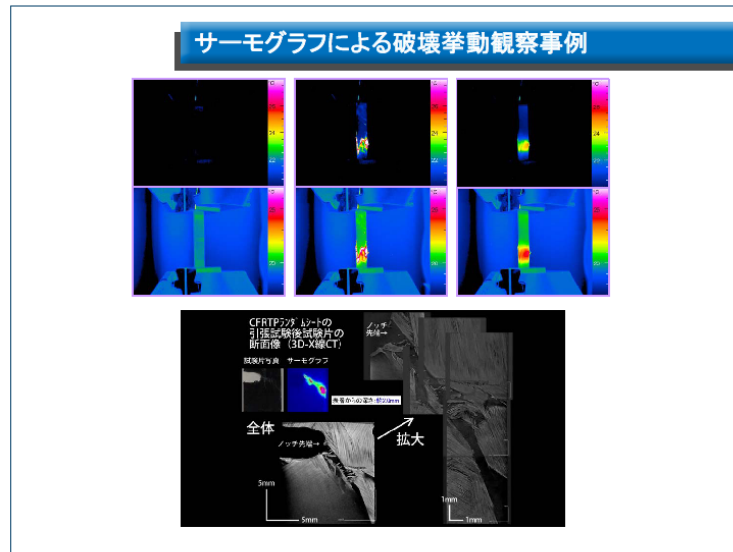 サーモグラフによる破壊挙動観察事例
24
22
CFRTPランダムシートの
引張試験後試験片の
断面像（3D-X線CT）
試験片写真
サーモグラフ
ノッチ
先端→
全体
ノッチ先端→
拡大
5mm
5mm
1mm
1mm